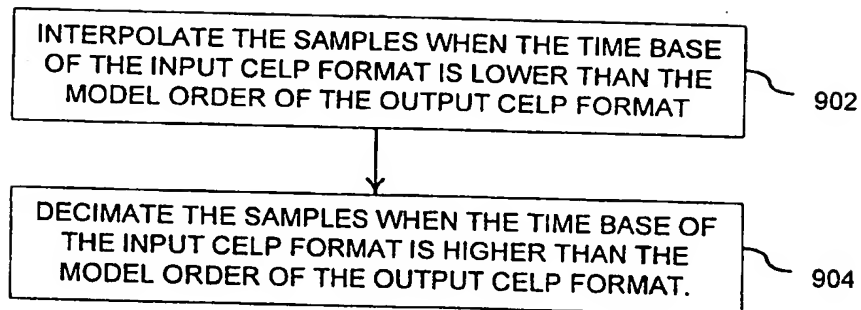 INTERPOLATE THE SAMPLES WHEN THE TIME BASE
OF THE INPUT CELP FORMAT IS LOWER THAN THE
MODEL ORDER OF THE OUTPUT CELP FORMAT
902
DECIMATE THE SAMPLES WHEN THE TIME BASE OF
THE INPUT CELP FORMAT IS HIGHER THAN THE
MODEL ORDER OF THE OUTPUT CELP FORMAT.
904